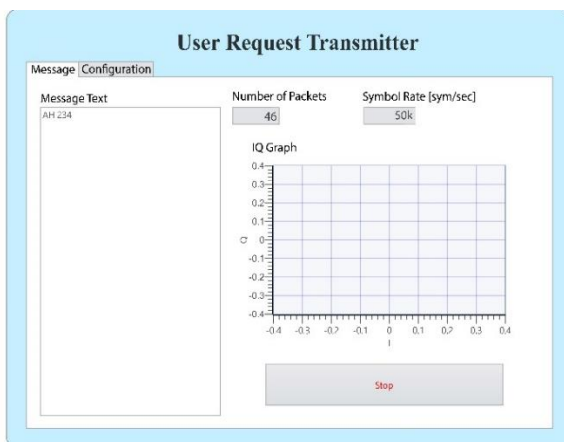 User Request Transmitter
Message Configuration
Message Text
AH 234
Number of Packets
46
Symbol Rate [sym/sec]
50k
IQ Graph
0.4
0.3
0.2
0.1
0
-0.1
-0.2
-0.3
-0.4
Q
-0.4 -0.3 -0.2 -0.1 0 0.1 0.2 0.3 0.4
I
Stop